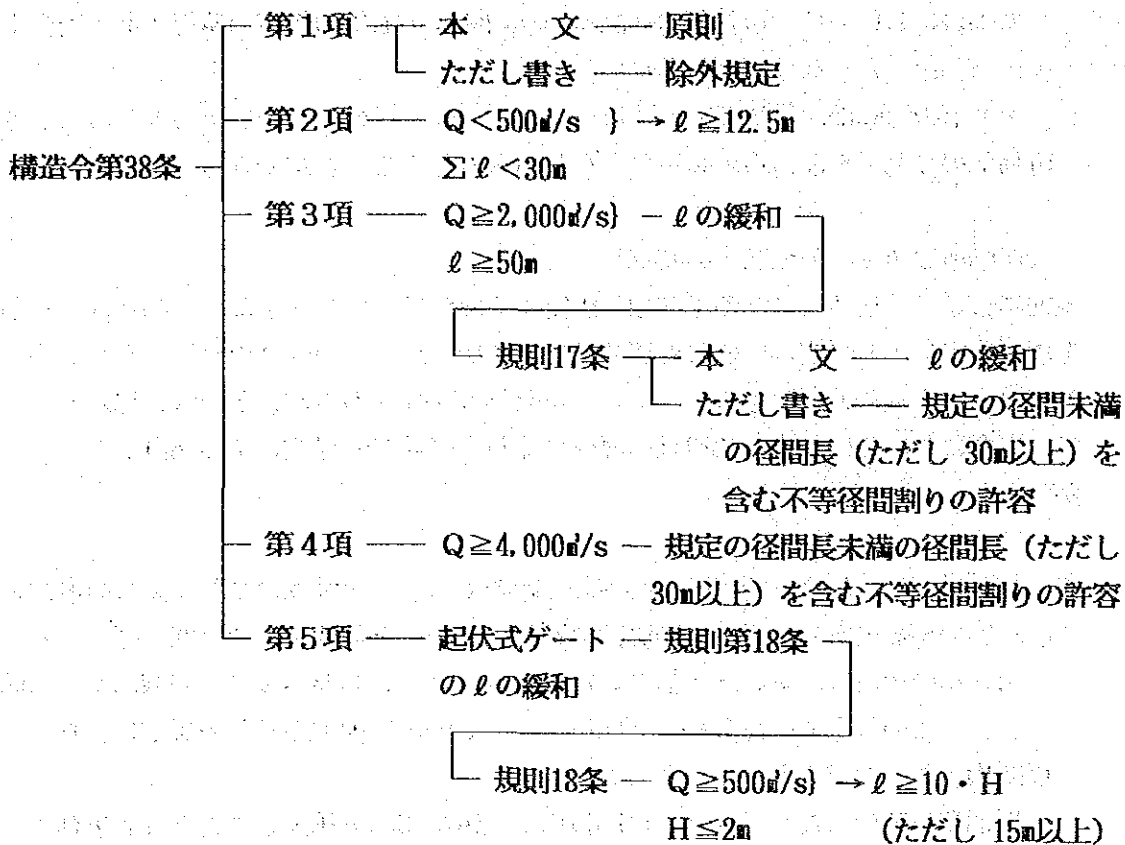 第1項 本 文 原則
ただし書き 除外規定
第2項 Q<500㎥/s } →ℓ≧12.5m
構造令第38条 Σℓ<30m
第3項 Q≧2,000㎥/s} ℓの緩和
ℓ≧50m
規則17条 本 文 ℓの緩和
ただし書き 規定の径間未満
の径間長(ただし 30m以上)を
含む不等径間割りの許容
第4項 Q≧4,000㎥/s 規定の径間長未満の径間長(ただし
30m以上)を含む不等径間割りの許容
第5項 起伏式ゲート 規則第18条
のℓの緩和
規則18条 Q≧500㎥/s} →ℓ≧10・H
H≦2m (ただし 15m以上)